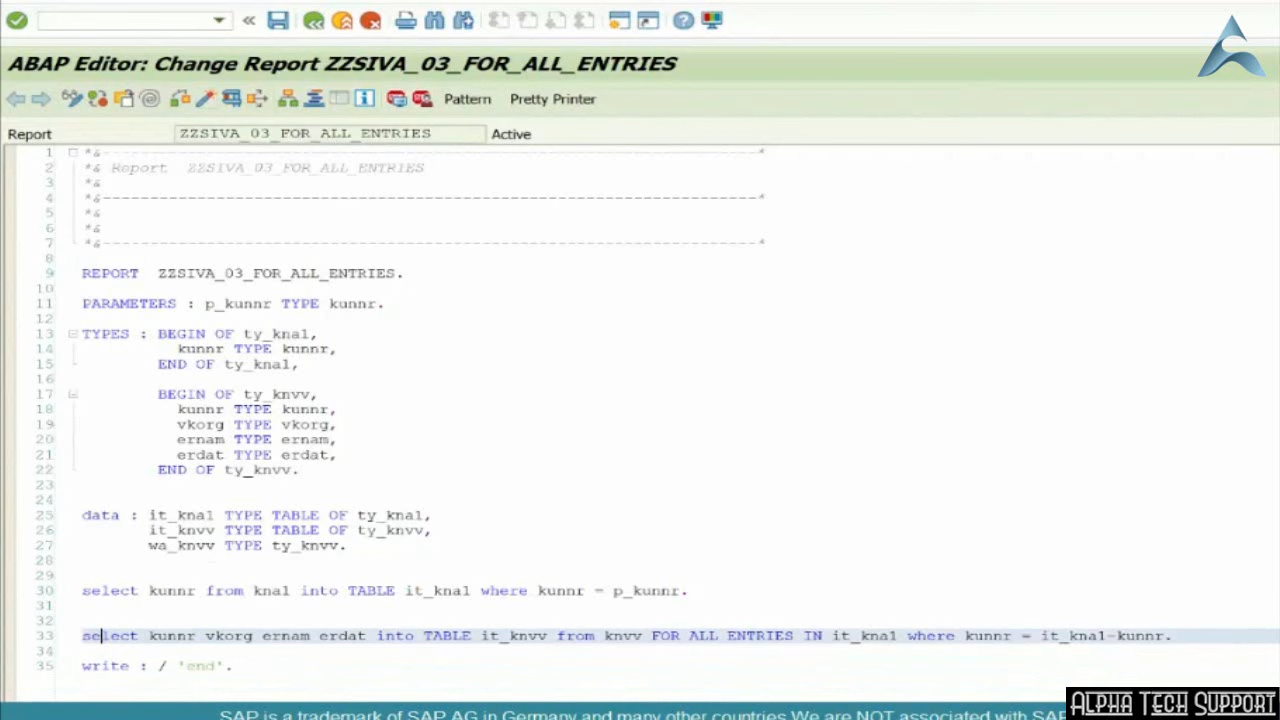 ABAP Editor: Change Report ZZSIVA_03_FOR_ALL_ENTRIES
Pattern Pretty Printer
Report ZZSIVA_03_FOR_ALL_ENTRIES Active
1 *&---------------------------------------------------------------------*
2 *& Report ZZSIVA_03_FOR_ALL_ENTRIES
3 *&
4 *&---------------------------------------------------------------------*
5 *&
6 *&
7 *&---------------------------------------------------------------------*
8
9 REPORT ZZSIVA_03_FOR_ALL_ENTRIES.
10
11 PARAMETERS : p_kunnr TYPE kunnr.
12
13 TYPES : BEGIN OF ty_kna1,
14 kunnr TYPE kunnr,
15 END OF ty_kna1,
16
17 BEGIN OF ty_knvv,
18 kunnr TYPE kunnr,
19 vkorg TYPE vkorg,
20 ernam TYPE ernam,
21 erdat TYPE erdat,
22 END OF ty_knvv.
23
24
25 data : it_kna1 TYPE TABLE OF ty_kna1,
26 it_knvv TYPE TABLE OF ty_knvv,
27 wa_knvv TYPE ty_knvv.
28
29
30 select kunnr from kna1 into TABLE it_kna1 where kunnr = p_kunnr.
31
32
33 select kunnr vkorg ernam erdat into TABLE it_knvv from knvv FOR ALL ENTRIES IN it_kna1 where kunnr = it_kna1-kunnr.
34
35 write : / 'end'.
SAP is a trademark of SAP AG in Germany and many other countries We are NOT associated with SAP
ALPHA TECH SUPPORT